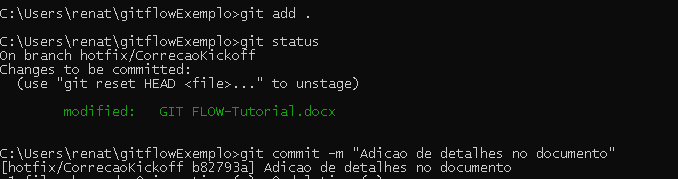 C:\Users\renat\gitflowExemplo>git add .
C:\Users\renat\gitflowExemplo>git status
On branch hotfix/CorrecaoKickoff
Changes to be committed:
(use "git reset HEAD <file>..." to unstage)
modified: GIT FLOW-Tutorial.docx
C:\Users\renat\gitflowExemplo>git commit -m "Adicao de detalhes no documento"
[hotfix/CorrecaoKickoff b82793a] Adicao de detalhes no documento